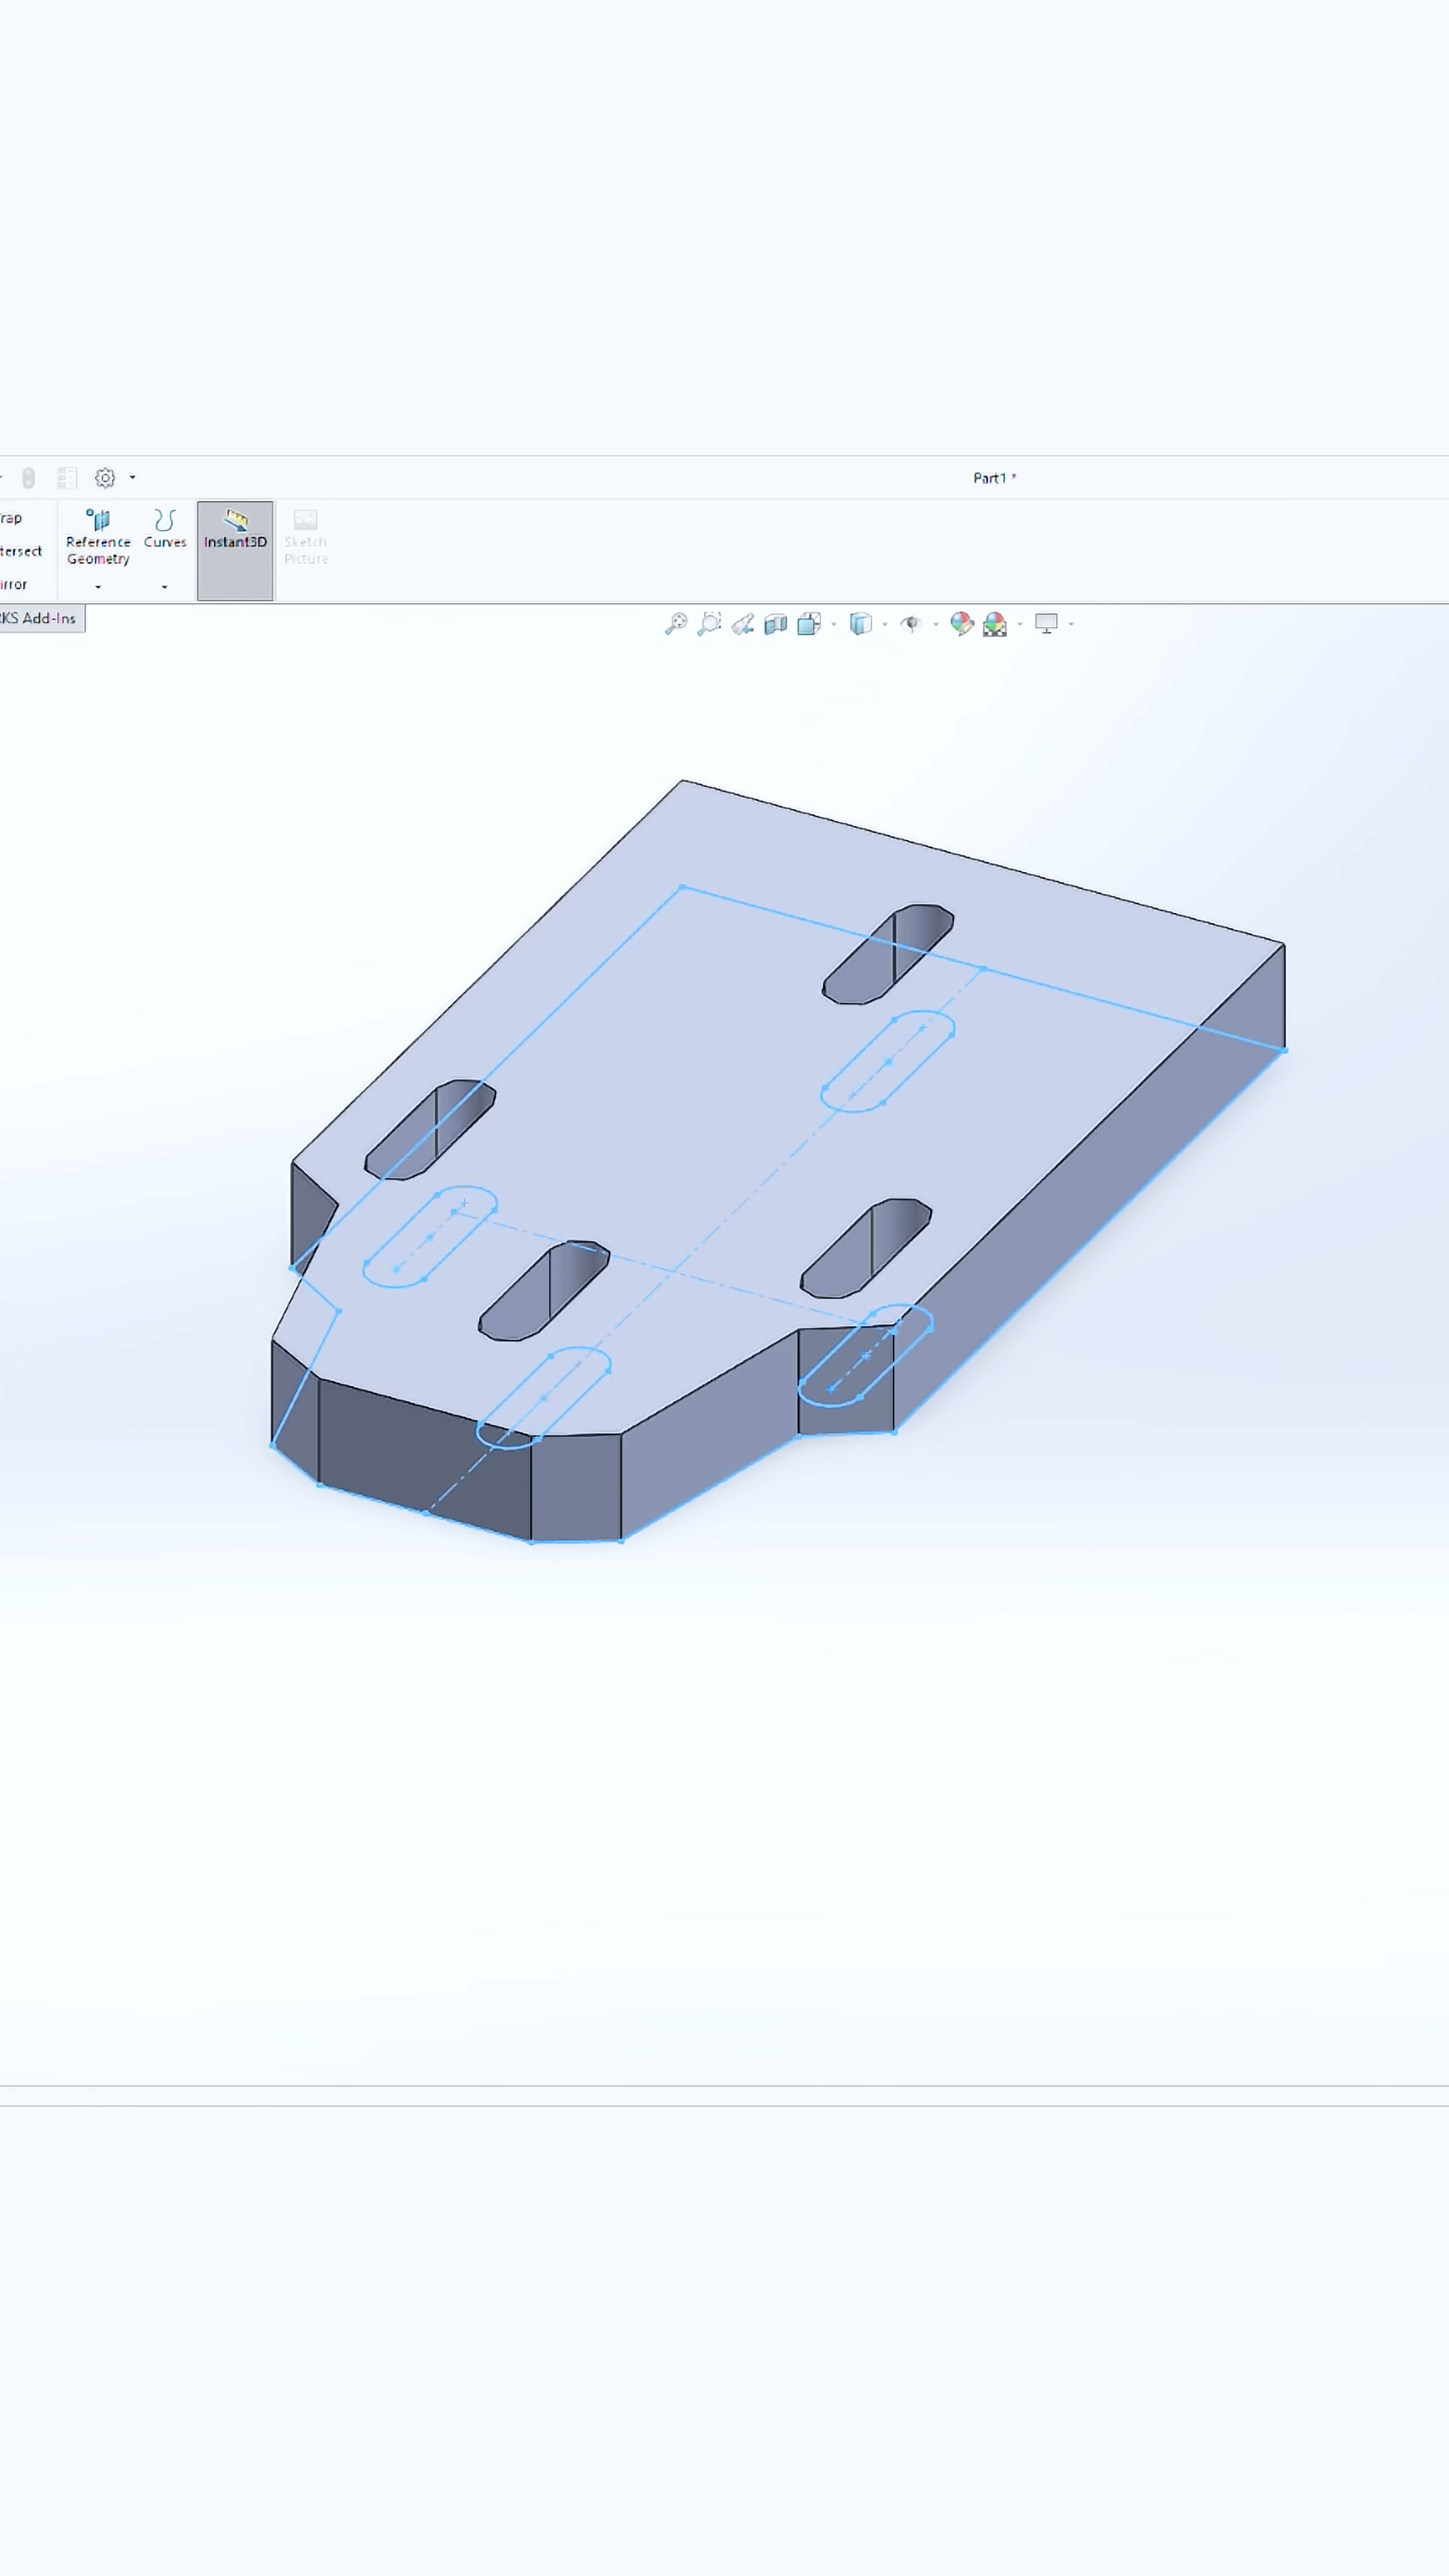 Part1 *
rap
tersect
irror
Reference
Geometry
Curves
Instant3D
Sketch
Picture
KS Add-Ins